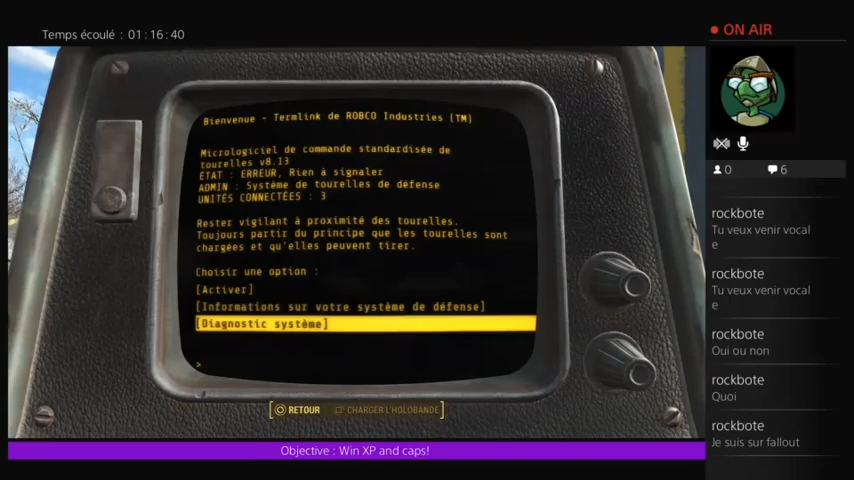 Temps écoulé : 01:16:40
ON AIR
Bienvenue - Termlink de ROBCO Industries (TM)
Micrologiciel de commande standardisée de
tourelles v8.13
ÉTAT : ERREUR, Rien à signaler
ADMIN : Système de tourelles de défense
UNITÉS CONNECTÉES : 3
Rester vigilant à proximité des tourelles.
Toujours partir du principe que les tourelles sont
chargées et qu'elles peuvent tirer.
Choisir une option :
[Activer]
[Informations sur votre système de défense]
[Diagnostic système]
>
RETOUR
CHARGER L'HOLOBANDE
Objective : Win XP and caps!
0
6
rockbote
Tu veux venir vocal
e
rockbote
Tu veux venir vocal
e
rockbote
Oui ou non
rockbote
Quoi
rockbote
Je suis sur fallout